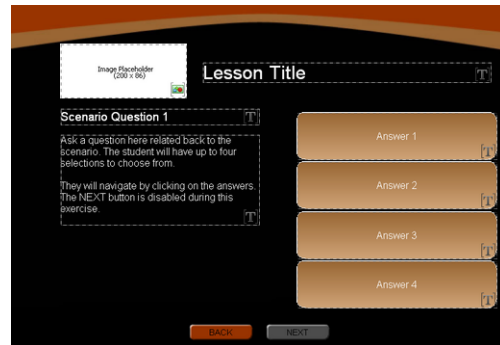 Image Placeholder
(200 x 86)
Lesson Title
T
Scenario Question 1
T
Ask a question here related back to the
scenario. The student will have up to four
selections to choose from.
They will navigate by clicking on the answers.
The NEXT button is disabled during this
exercise.
T
Answer 1
T
Answer 2
T
Answer 3
T
Answer 4
T
BACK
NEXT